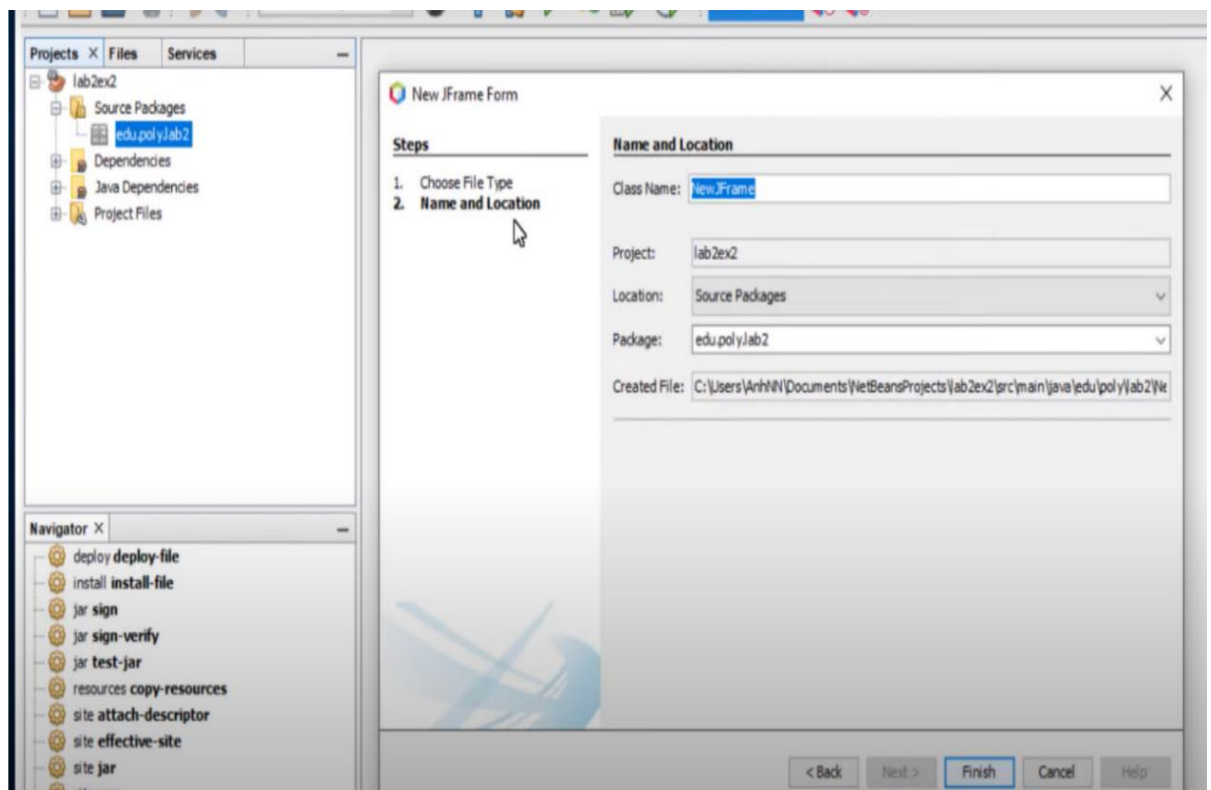 Projects Files Services
lab2ex2
Source Packages
edu.poly.lab2
Dependencies
Java Dependencies
Project Files
Navigator
deploy deploy-file
install install-file
jar sign
jar sign-verify
jar test-jar
resources copy-resources
site attach-descriptor
site effective-site
site jar
New JFrame Form
Steps
1. Choose File Type
2. Name and Location
Name and Location
Class Name: NewJFrame
Project: lab2ex2
Location: Source Packages
Package: edu.poly.lab2
Created File: C:\Users\AnhNN\Documents\NetBeansProjects\lab2ex2\src\main\java\edu\poly\lab2\Ne
< Back Next > Finish Cancel Help